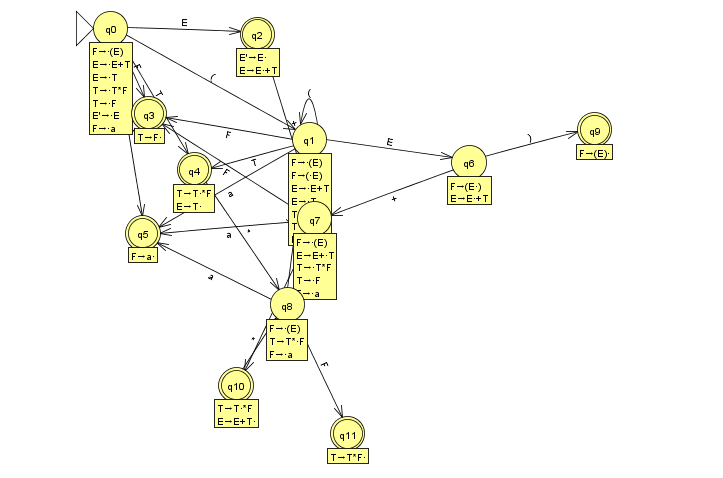 q0
F→·(E)
E→·E+T
E→·T
T→·T*F
T→·F
E'→·E
F→·a
E
q2
E'→E·
E→E·+T
(
F
T
q3
T→F·
(
q1
F→·(E)
F→(·E)
E→·E+T
F
T
F
a
E
q6
F→(E·)
E→E·+T
)
q9
F→(E)·
q4
T→T·*F
E→T·
+
q7
F→·(E)
E→E+·T
T→·T*F
T→·F
F→·a
q5
F→a·
a
*
a
q8
F→·(E)
T→T*·F
F→·a
*
F
q10
T→T·*F
E→E+T·
q11
T→T*F·